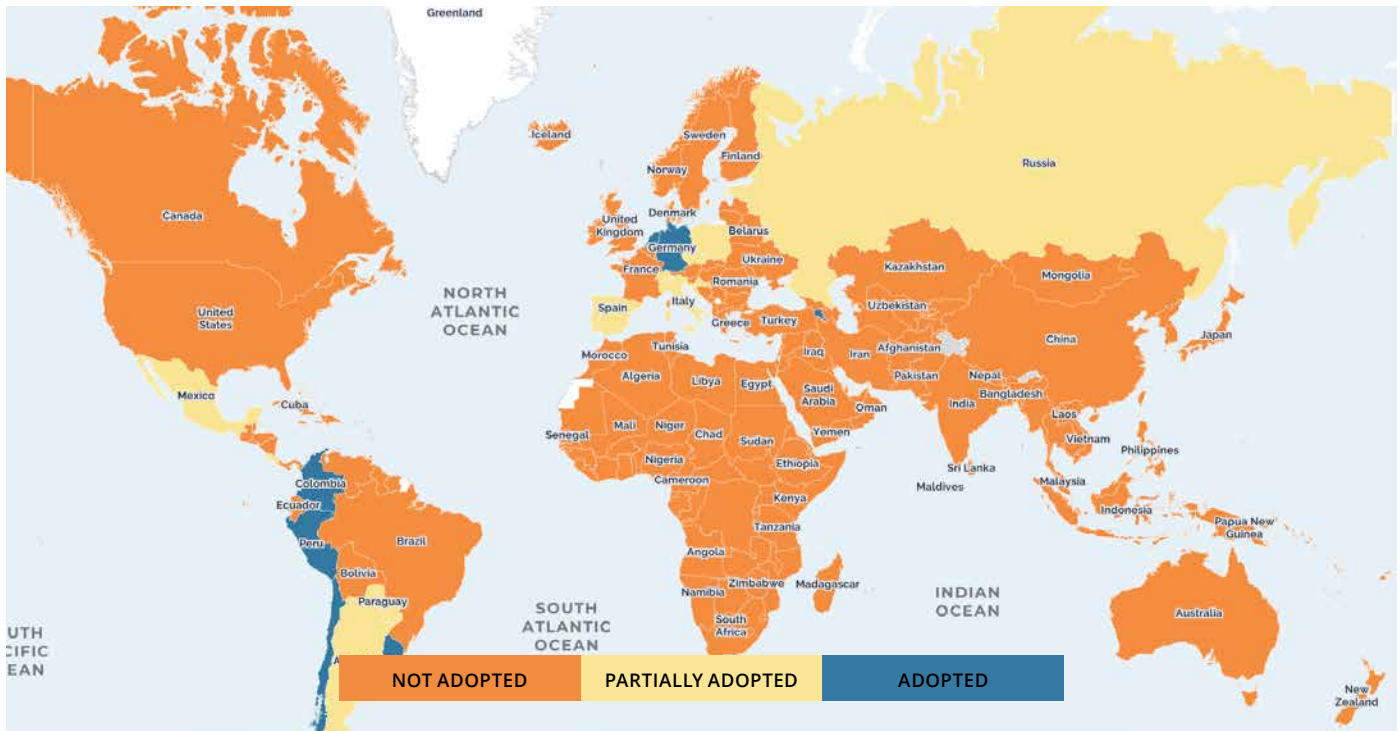 Greenland
Iceland
Sweden
Finland
Norway
Russia
Canada
United
Kingdom
Denmark
Belarus
Germany
Ukraine
France
Kazakhstan
Mongolia
Romania
NORTH
ATLANTIC
OCEAN
United
States
Spain
Italy
Uzbekistan
Greece
Turkey
China
Japan
Tunisia
Morocco
Iraq
Iran
Afghanistan
Algeria
Libya
Egypt
Pakistan
Nepal
Mexico
Cuba
Saudi
Arabia
Oman
India
Bangladesh
Laos
Senegal
Mali
Niger
Chad
Sudan
Yemen
Vietnam
Philippines
Nigeria
Ethiopia
Sri Lanka
Cameroon
Maldives
Malaysia
Colombia
Ecuador
Kenya
Indonesia
Papua New
Guinea
Tanzania
Peru
Brazil
Angola
Bolivia
Zimbabwe
Madagascar
Namibia
INDIAN
OCEAN
Paraguay
SOUTH
ATLANTIC
OCEAN
South
Africa
Australia
UTH
CIFIC
EAN
A
NOT ADOPTED
PARTIALLY ADOPTED
ADOPTED
New
Zealand